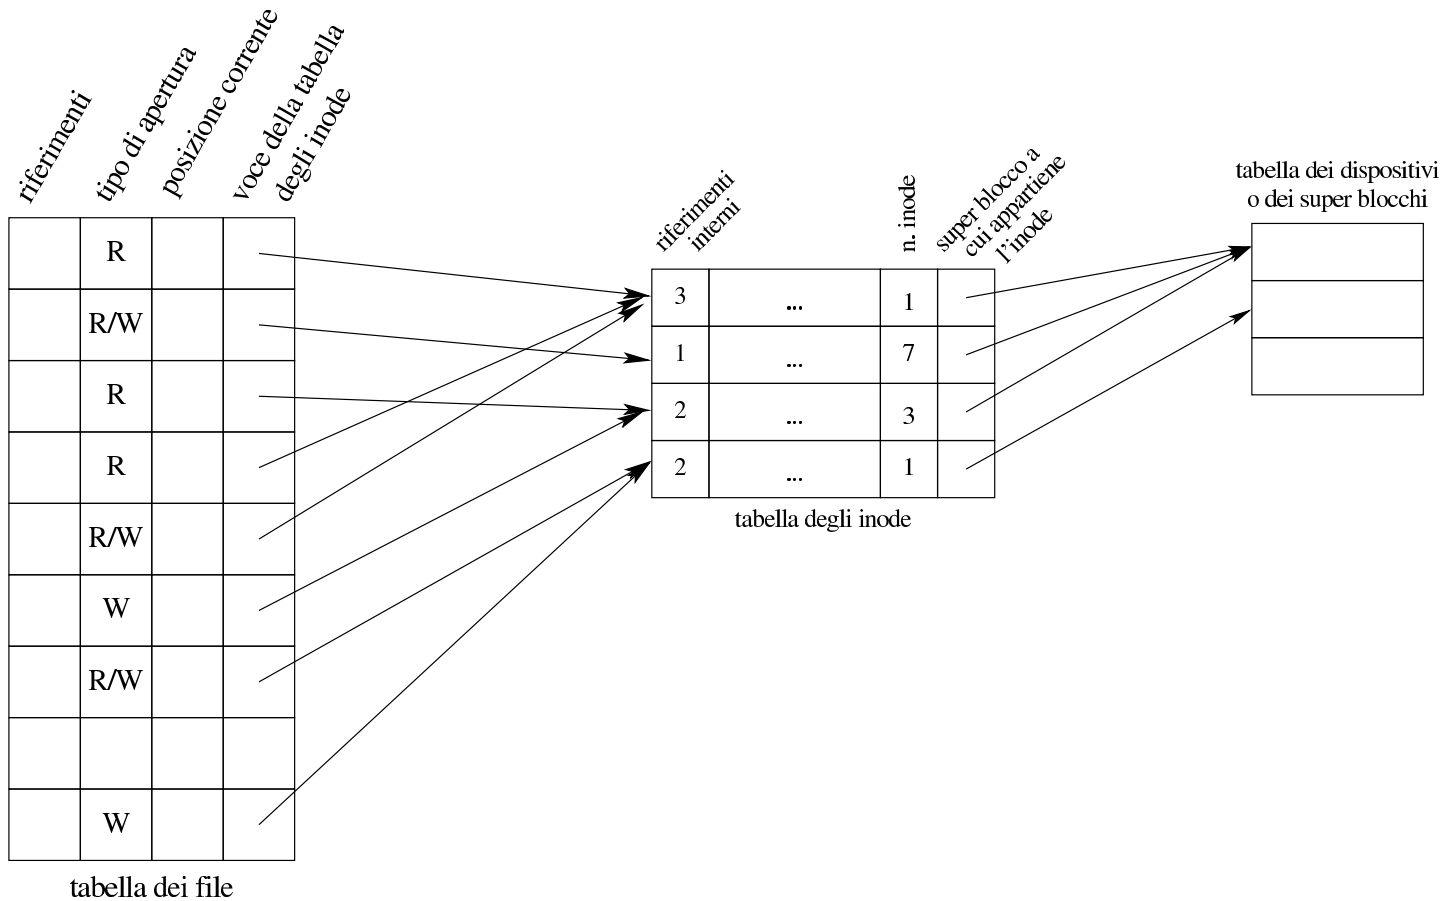 riferimenti
tipo di apertura
posizione corrente
voce della tabella
degli inode
R
R/W
R
R
R/W
W
R/W
W
tabella dei file
riferimenti
interni
n. inode
super blocco a
cui appartiene
l'inode
3 ... 1
1 ... 7
2 ... 3
2 ... 1
tabella degli inode
tabella dei dispositivi
o dei super blocchi